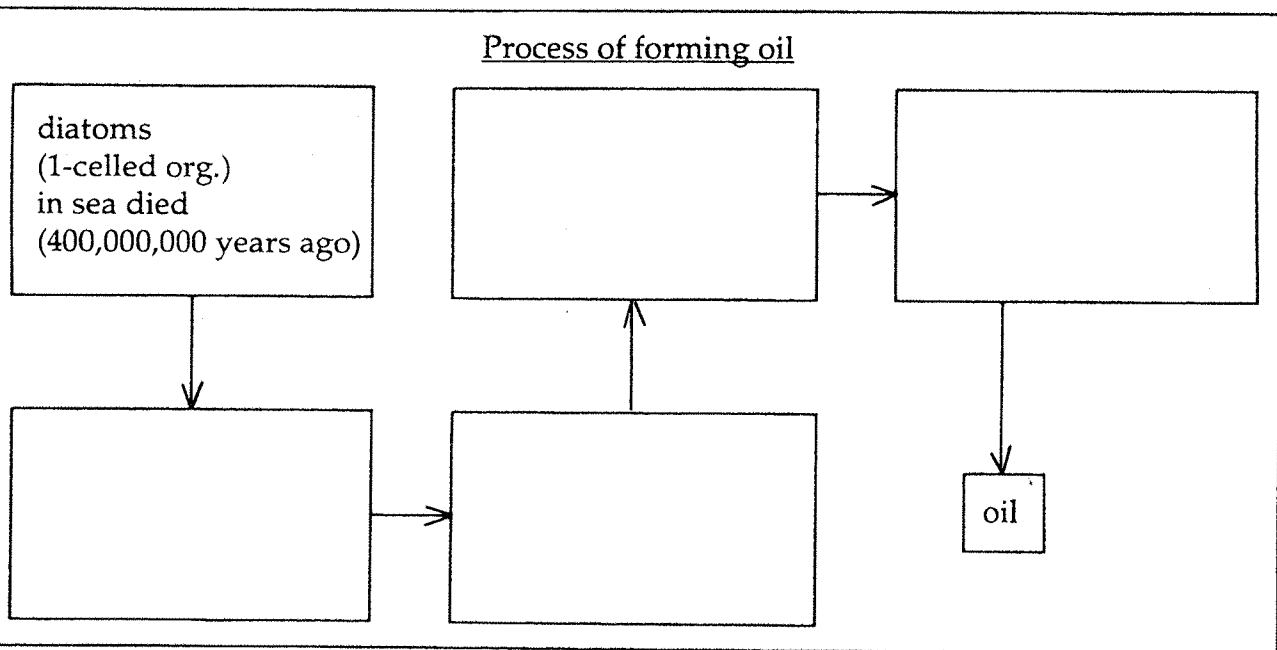 Process of forming oil
diatoms
(1-celled org.)
in sea died
(400,000,000 years ago)
oil